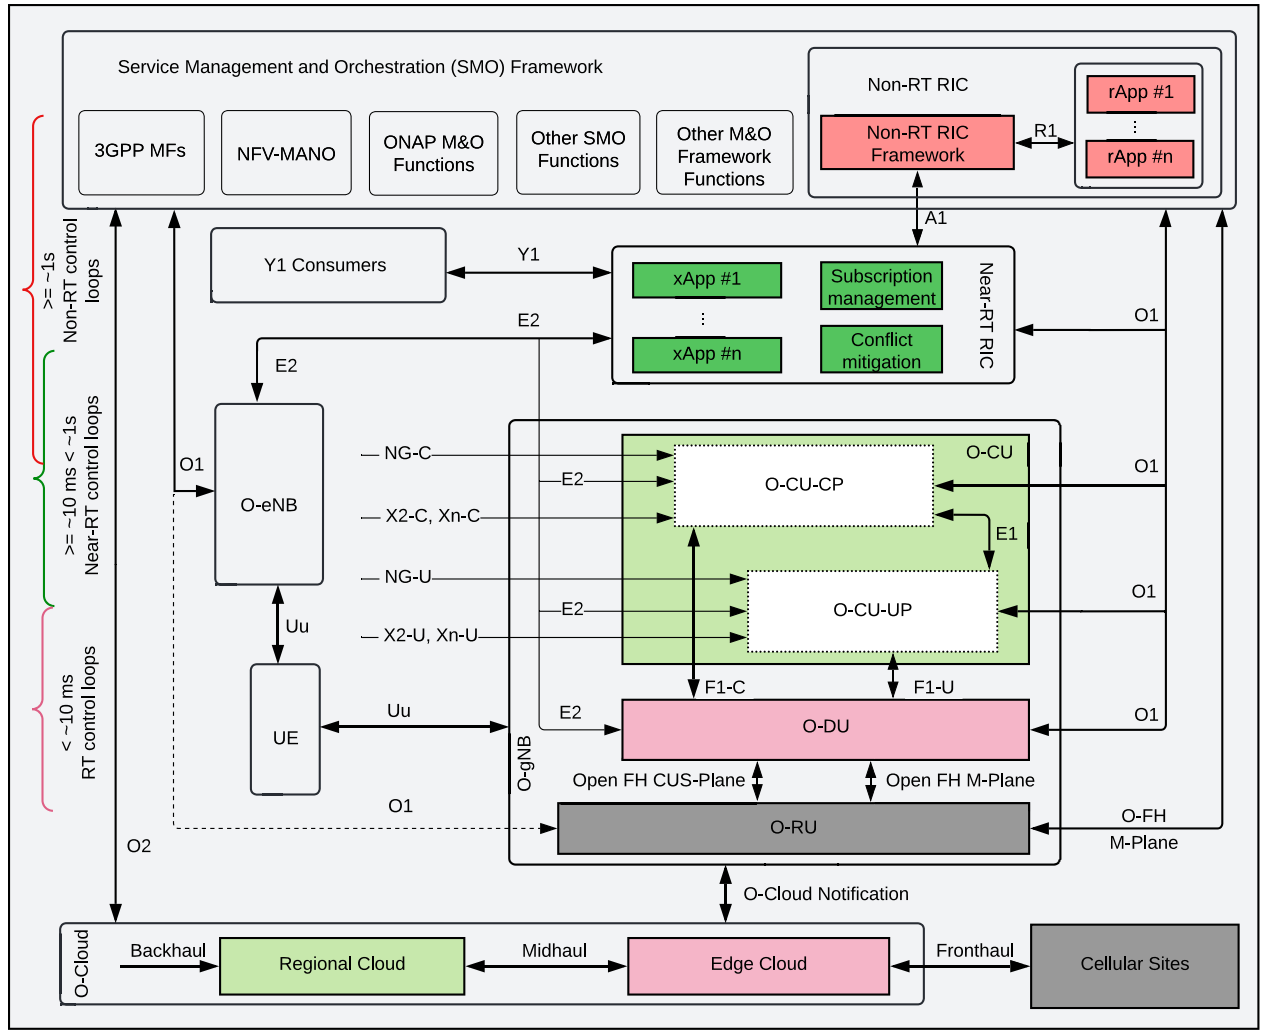 Service Management and Orchestration (SMO) Framework
3GPP MFs
NFV-MANO
ONAP M&O
Functions
Other SMO
Functions
Other M&O
Framework
Functions
Non-RT RIC
Non-RT RIC
Framework
R1
rApp #1
...
rApp #n
>= ~1s
Non-RT control
loops
A1
Y1 Consumers
Y1
xApp #1
...
xApp #n
Subscription
management
Conflict
mitigation
Near-RT RIC
O1
E2
E2
>= ~10 ms < ~1s
Near-RT control loops
O1
O-eNB
NG-C
E2
X2-C, Xn-C
O-CU
O-CU-CP
O1
E1
NG-U
E2
X2-U, Xn-U
O-CU-UP
O1
Uu
< ~10 ms
RT control loops
UE
Uu
F1-C
F1-U
E2
O-DU
O1
O-gNB
Open FH CUS-Plane
Open FH M-Plane
O1
O-RU
O-FH
M-Plane
O2
O-Cloud Notification
O-Cloud
Backhaul
Regional Cloud
Midhaul
Edge Cloud
Fronthaul
Cellular Sites